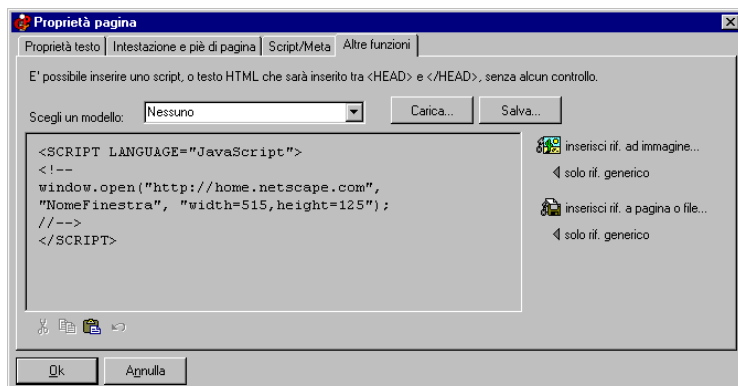 Proprietà pagina
Proprietà testo Intestazione e piè di pagina Script/Meta Altre funzioni
E' possibile inserire uno script, o testo HTML che sarà inserito tra <HEAD> e </HEAD>, senza alcun controllo.
Scegli un modello: Nessuno Carica... Salva...
<SCRIPT LANGUAGE="JavaScript">
<!--
window.open("http://home.netscape.com",
"NomeFinestra", "width=515,height=125");
//-->
</SCRIPT>
inserisci rif. ad immagine...
solo rif. generico
inserisci rif. a pagina o file...
solo rif. generico
Ok Annulla